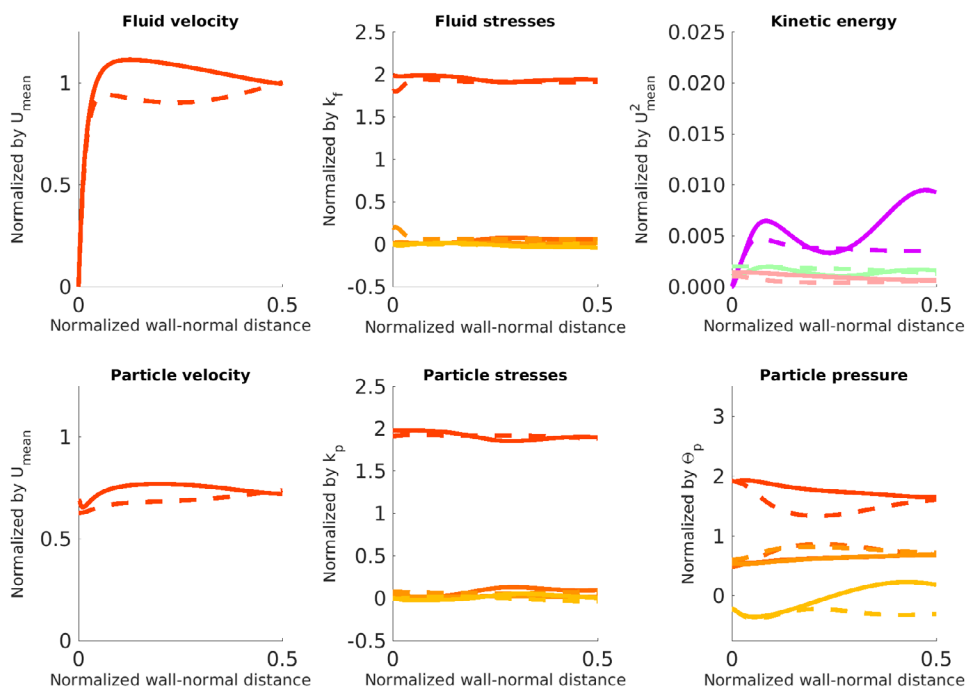 Fluid velocity
Normalized by U_mean
1
0.5
0
0
0.5
Normalized wall-normal distance
Fluid stresses
Normalized by k_f
2.5
2
1.5
1
0.5
0
-0.5
0
0.5
Normalized wall-normal distance
Kinetic energy
Normalized by U²_mean
0.025
0.020
0.015
0.010
0.005
0.000
0
0.5
Normalized wall-normal distance
Particle velocity
Normalized by U_mean
1
0.5
0
0
0.5
Normalized wall-normal distance
Particle stresses
Normalized by k_p
2.5
2
1.5
1
0.5
0
-0.5
0
0.5
Normalized wall-normal distance
Particle pressure
Normalized by Θ_p
3
2
1
0
0
0.5
Normalized wall-normal distance